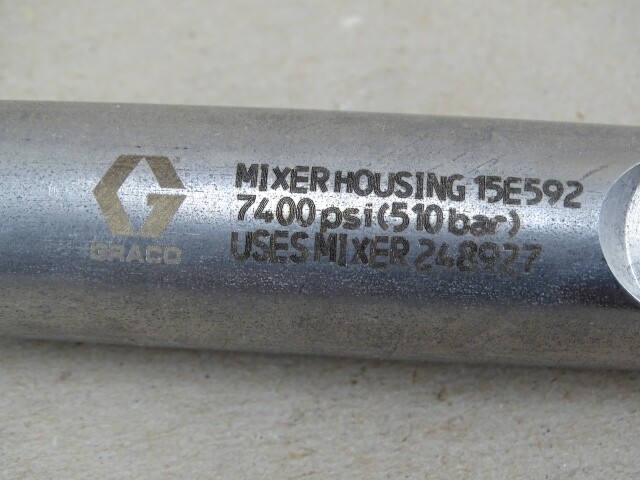 GRACO
MIXER HOUSING 15E592
7400 psi (510 bar)
USES MIXER 248927